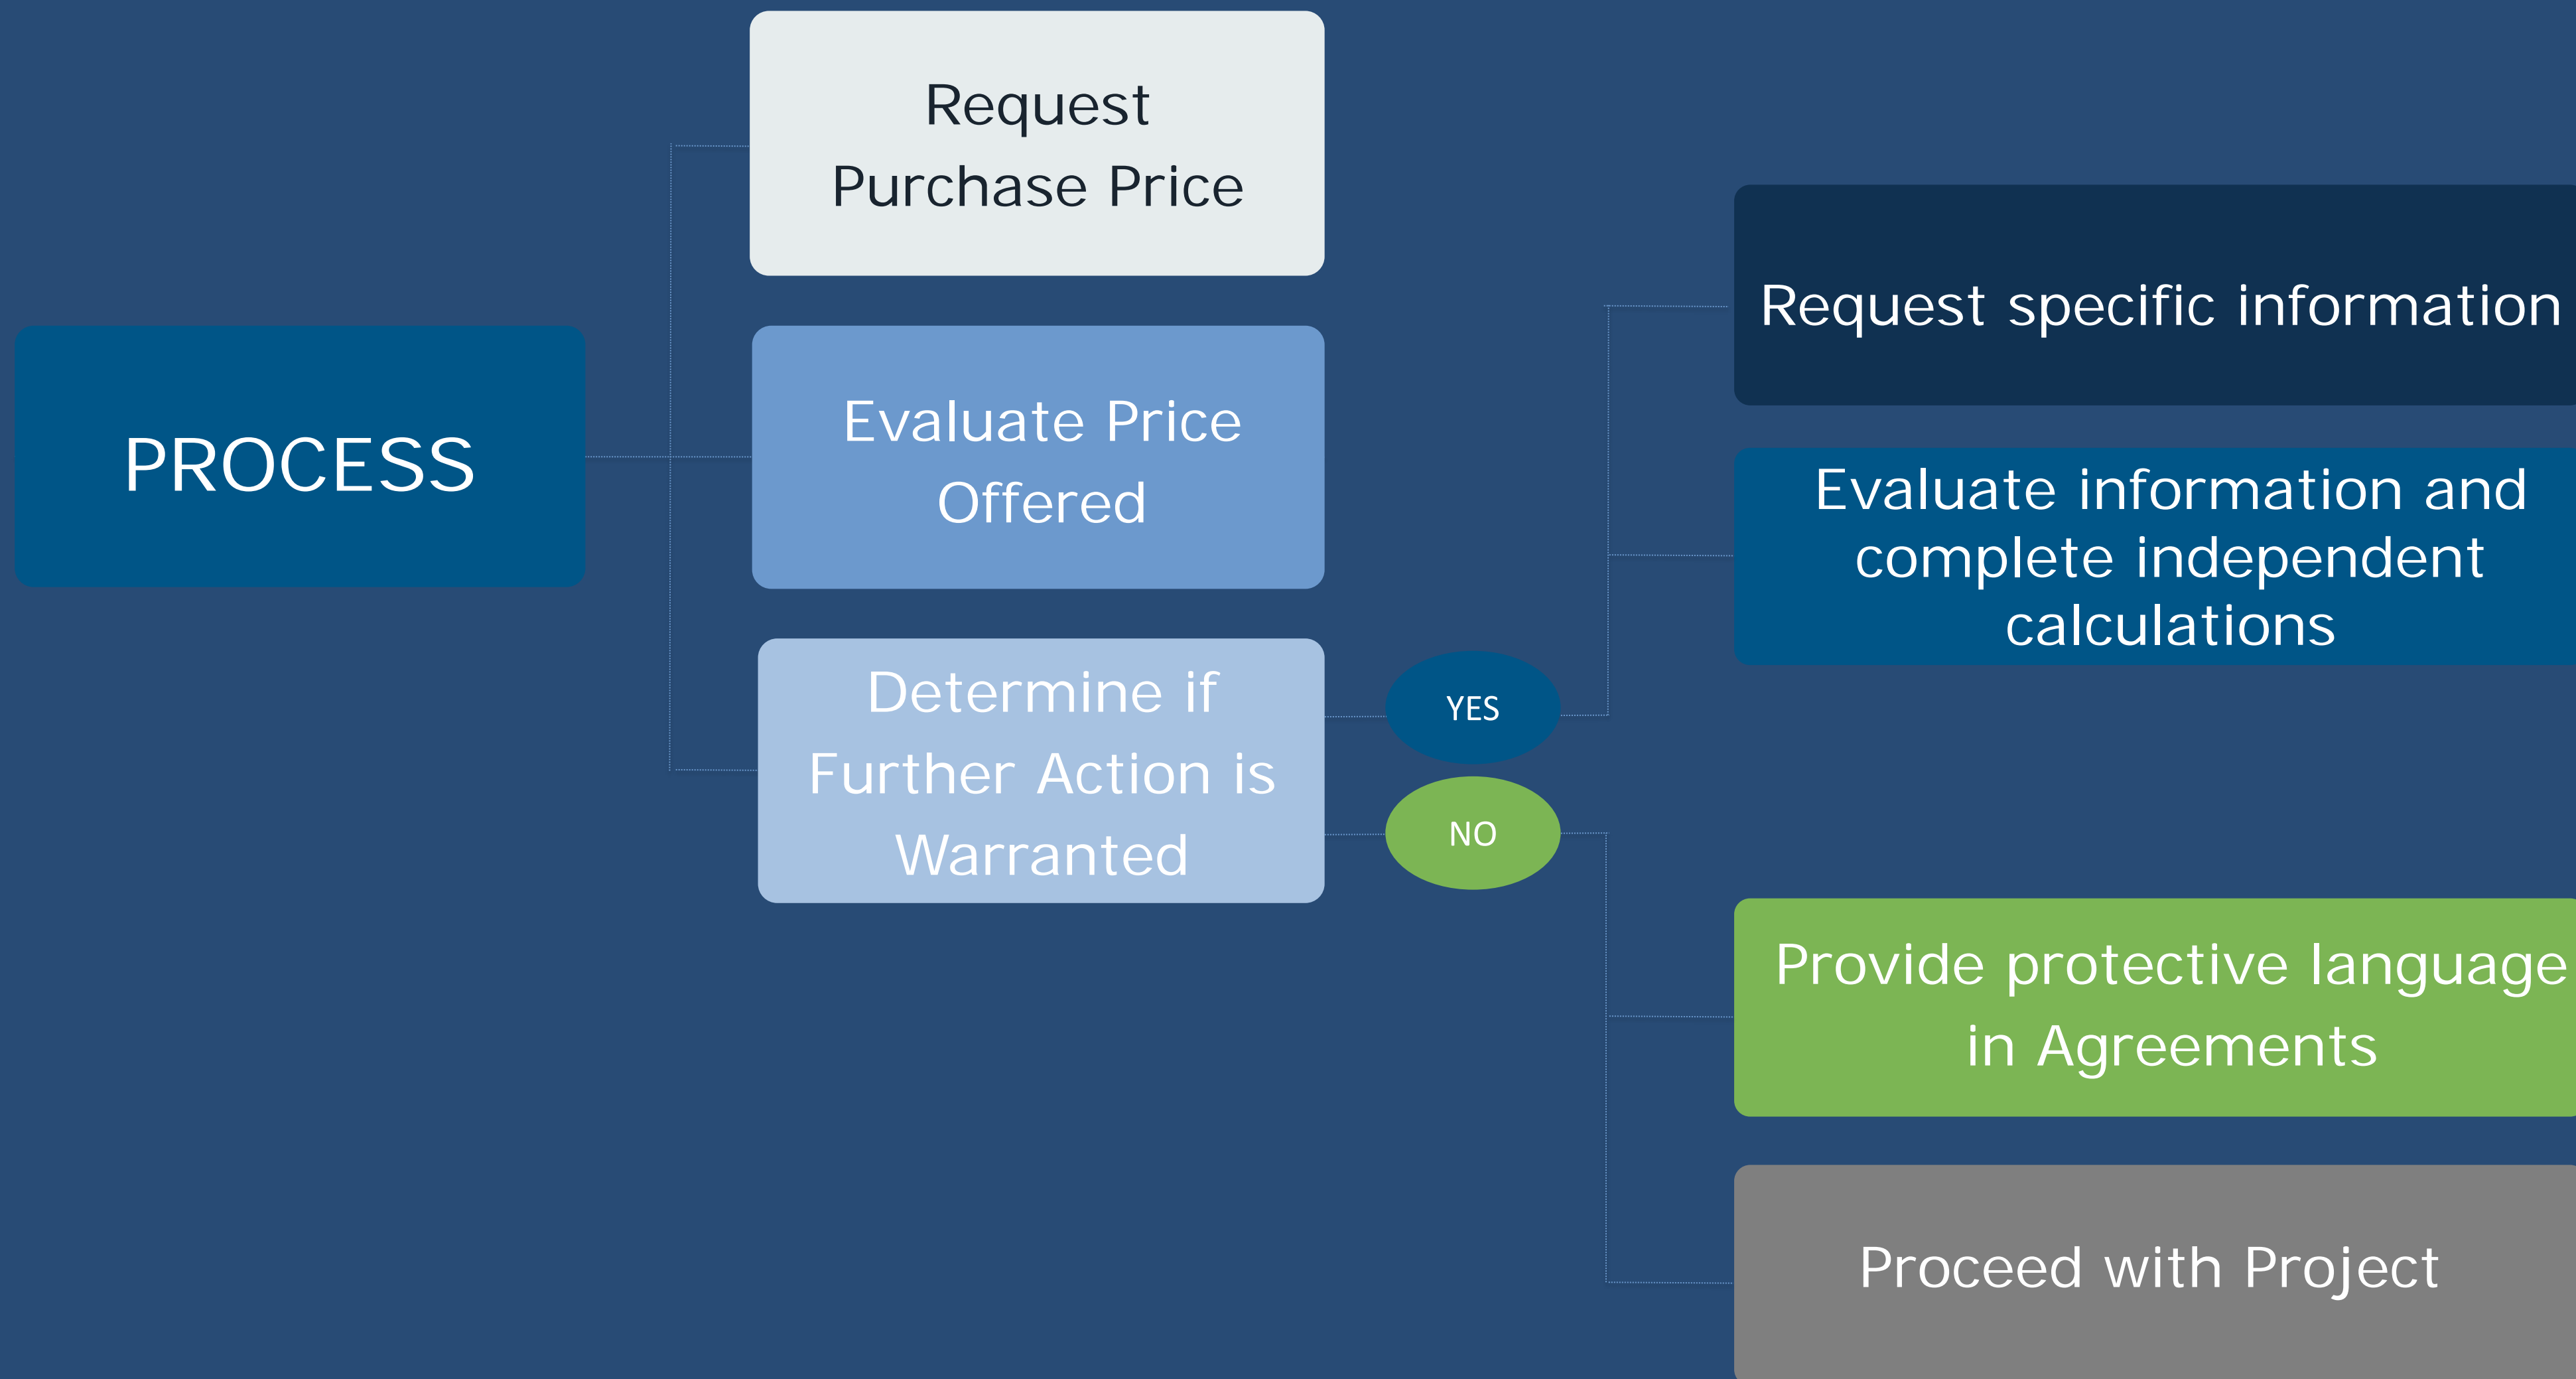 PROCESS
Request
Purchase Price
Evaluate Price
Offered
Determine if
Further Action is
Warranted
YES
NO
Request specific information
Evaluate information and
complete independent
calculations
Provide protective language
in Agreements
Proceed with Project